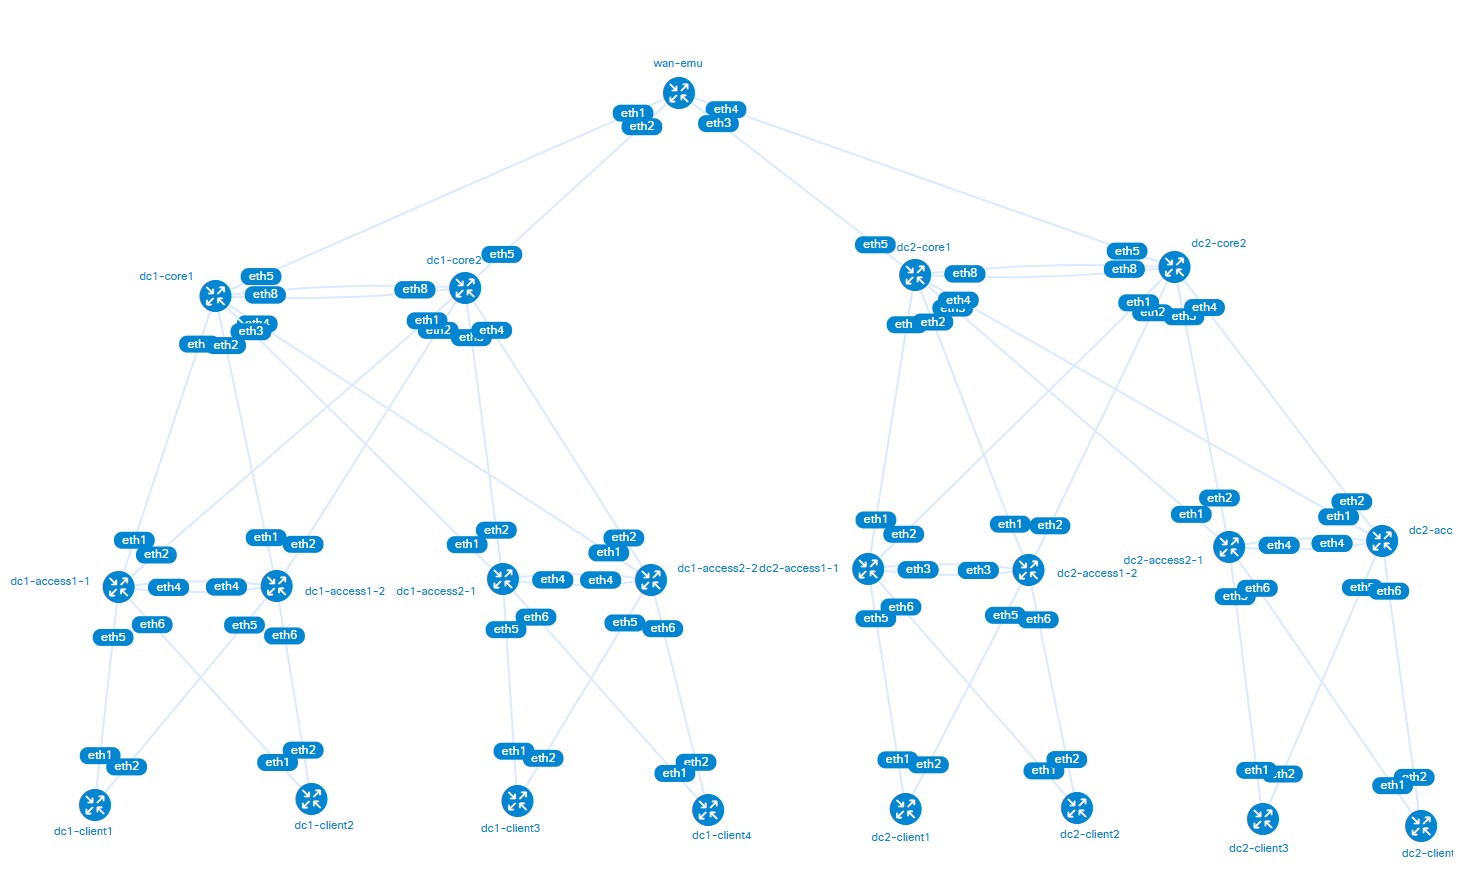 wan-emu
eth1
eth4
eth2
eth3
dc1-core1
eth5
dc1-core2
eth5
eth5
dc2-core1
eth5
dc2-core2
eth8
eth8
eth8
eth8
eth4
eth3
eth
eth2
eth1
eth2
eth4
eth4
eth3
eth
eth2
eth1
eth2
eth3
eth4
eth1
eth2
eth1
eth2
eth1
eth2
eth1
eth2
eth1
eth2
eth1
eth2
eth1
eth2
eth1
eth2
dc1-access1-1
eth4
eth4
dc1-access1-2
dc1-access2-1
eth4
eth4
dc1-access2-2
dc2-access1-1
eth3
eth3
dc2-access1-2
dc2-access2-1
eth4
eth4
dc2-acc
eth5
eth6
eth5
eth6
eth5
eth6
eth5
eth6
eth5
eth6
eth5
eth6
eth5
eth6
eth5
eth6
eth1
eth2
eth1
eth2
eth1
eth2
eth1
eth2
eth1
eth2
eth1
eth2
eth1
eth2
eth1
eth2
dc1-client1
dc1-client2
dc1-client3
dc1-client4
dc2-client1
dc2-client2
dc2-client3
dc2-client